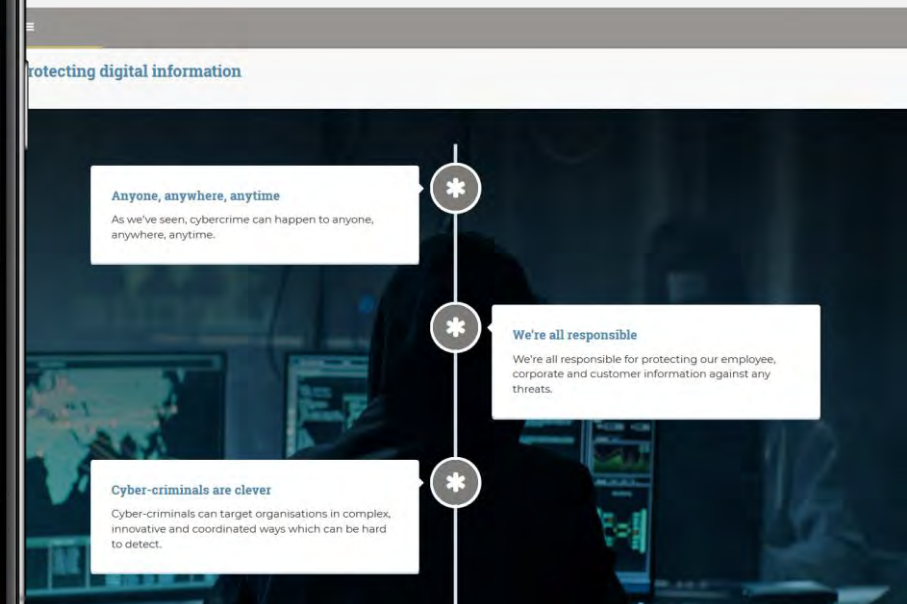 rotecting digital information
Anyone, anywhere, anytime
As we've seen, cybercrime can happen to anyone,
anywhere, anytime.
We're all responsible
We're all responsible for protecting our employee,
corporate and customer information against any
threats.
Cyber-criminals are clever
Cyber-criminals can target organisations in complex,
innovative and coordinated ways which can be hard
to detect.